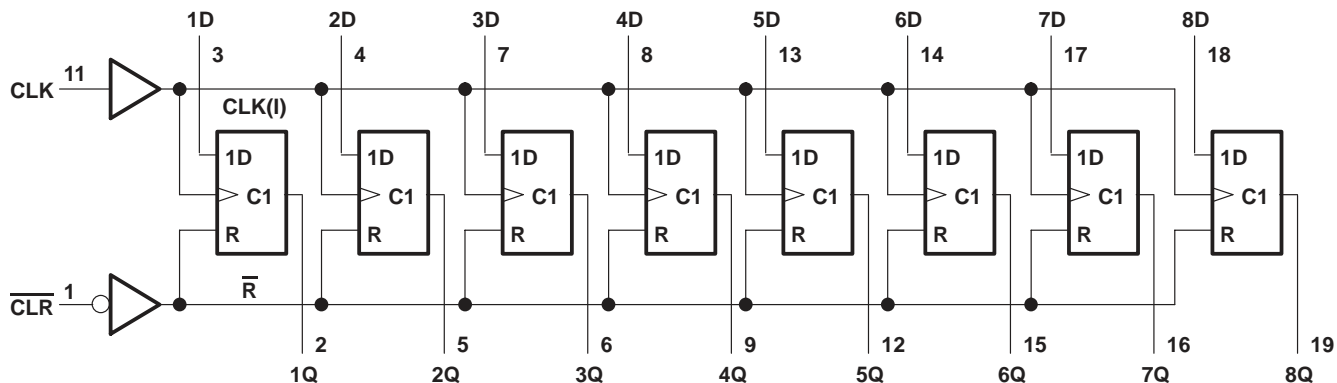 1D 2D 3D 4D 5D 6D 7D 8D
3 4 7 8 13 14 17 18
CLK 11
CLK(I)
1D 1D 1D 1D 1D 1D 1D 1D
C1 C1 C1 C1 C1 C1 C1 C1
R R R R R R R R
CLR 1
R
2 5 6 9 12 15 16 19
1Q 2Q 3Q 4Q 5Q 6Q 7Q 8Q